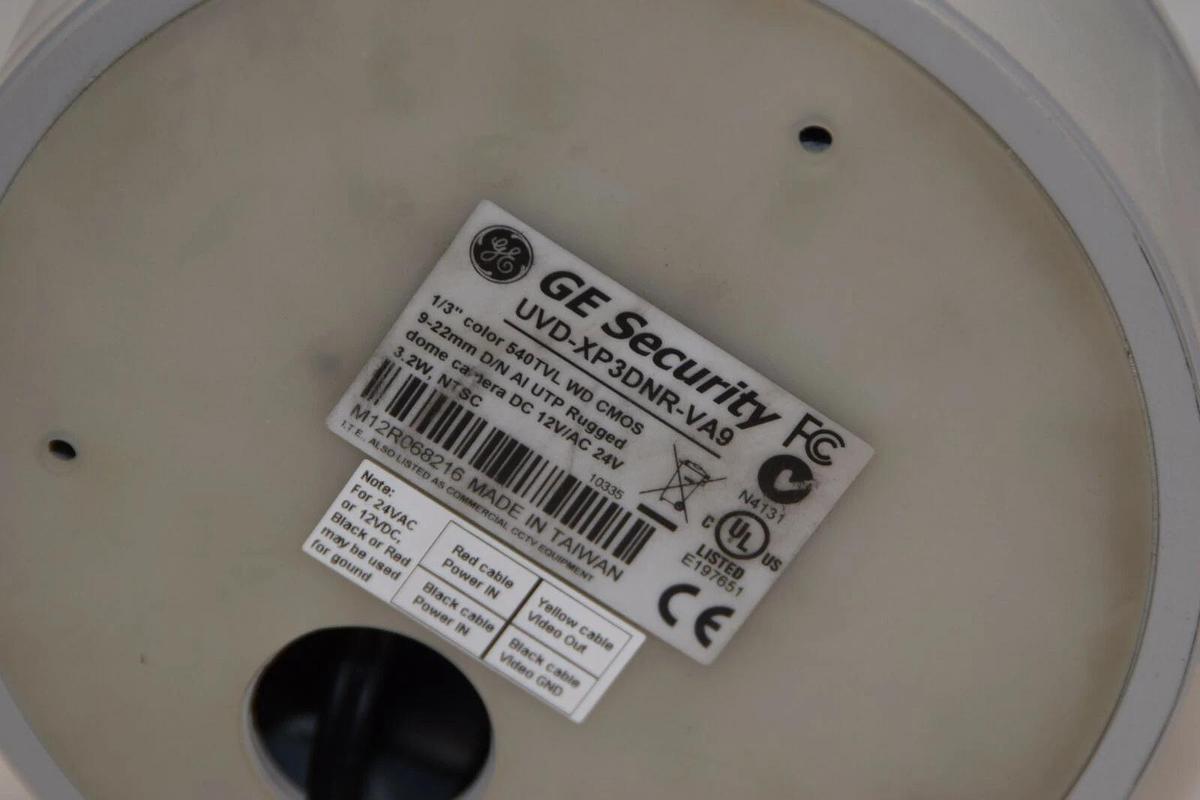 GE
GE Security
UVD-XP3DNR-VA9
1/3" color 540TVL WD CMOS
9-22mm D/N AI UTP Rugged
dome camera DC 12V/AC 24V
3.2W, NTSC
10335
M12R068216 MADE IN TAIWAN
I.T.E., ALSO LISTED AS COMMERCIAL CCTV EQUIPMENT
FC
N4131
C UL US
LISTED
E197651
CE
Note:
For 24VAC
or 12VDC,
Black or Red
may be used
for gound
Red cable
Power IN
Black cable
Power IN
Yellow cable
Video Out
Black cable
Video GND